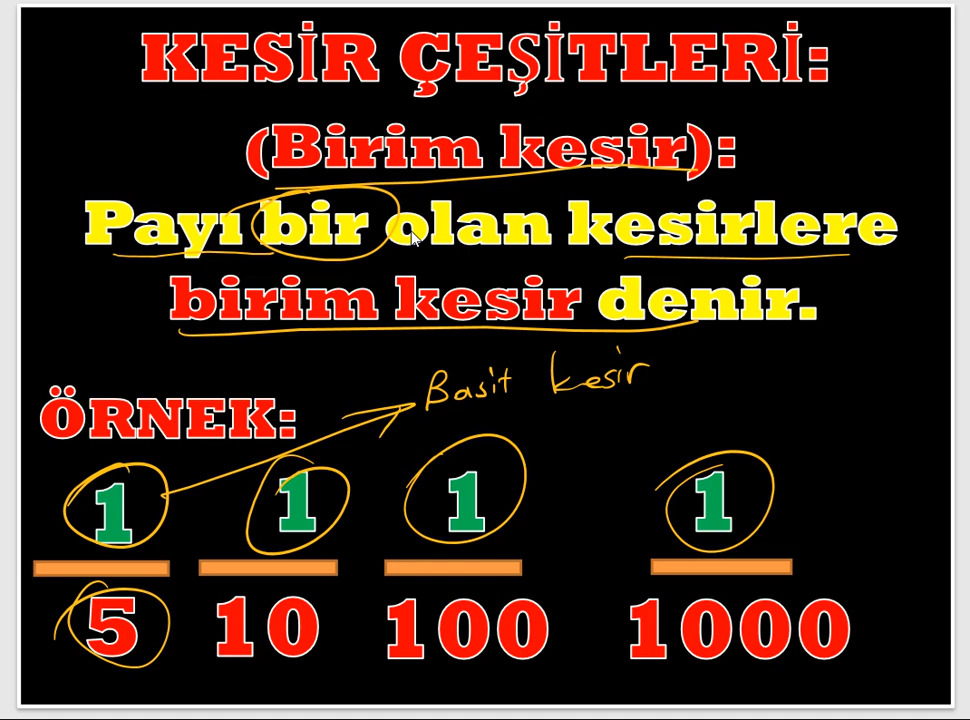 KESİR ÇEŞİTLERİ:
(Birim kesir):
Payı bir olan kesirlere
birim kesir denir.
Basit kesir
ÖRNEK:
1 1 1 1
5 10 100 1000